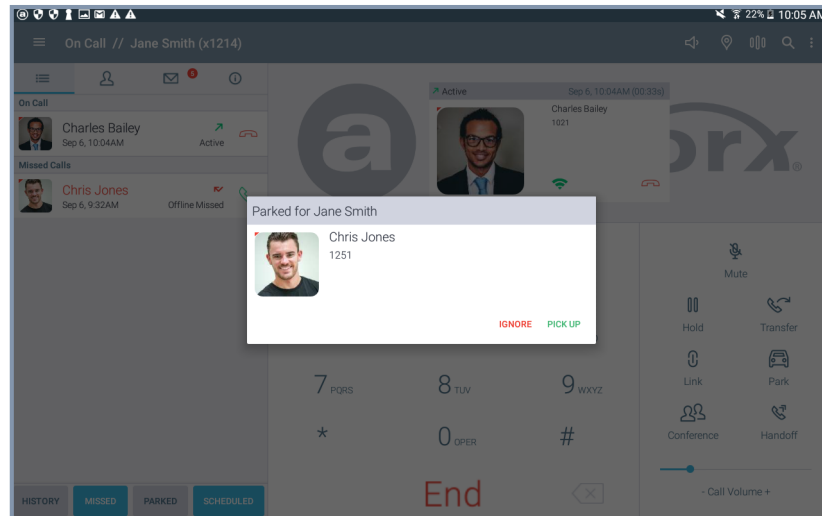 22% 10:05 AM
On Call // Jane Smith (x1214)
6
On Call
Charles Bailey
Sep 6, 10:04AM
Active
Missed Calls
Chris Jones
Sep 6, 9:32AM
Offline Missed
Active
Sep 6, 10:04AM (00:33s)
Charles Bailey
1021
a
orx
®
Parked for Jane Smith
Chris Jones
1251
IGNORE PICK UP
7 PQRS
8 TUV
9 WXYZ
*
0 OPER
#
End
Mute
Hold
Transfer
Link
Park
Conference
Handoff
- Call Volume +
HISTORY
MISSED
PARKED
SCHEDULED